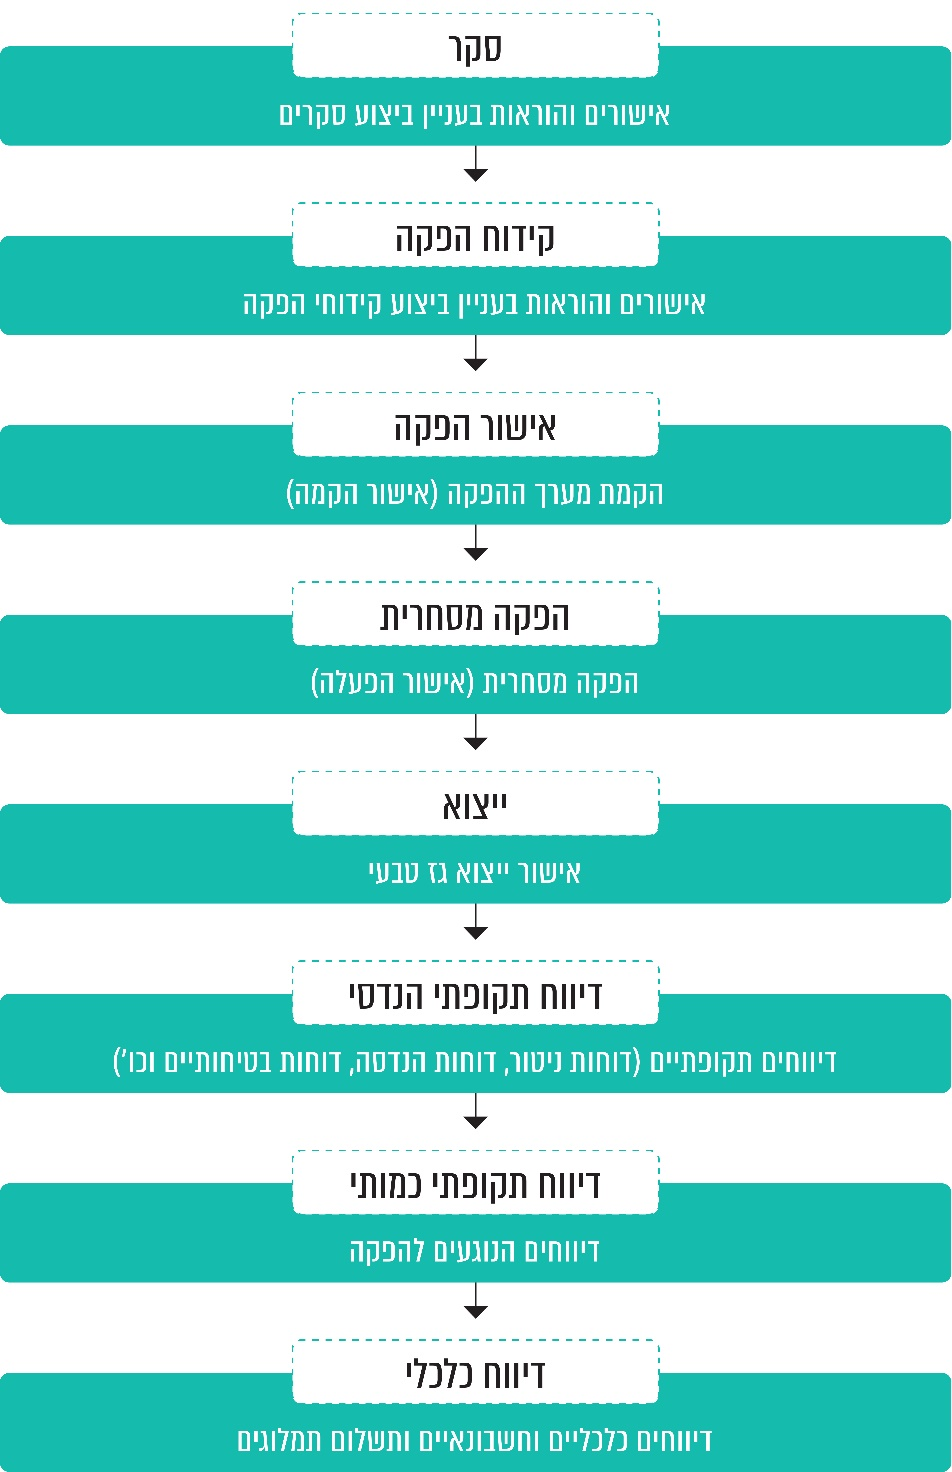 סקר
אישורים והוראות בעניין ביצוע סקרים
קידוח הפקה
אישורים והוראות בעניין ביצוע קידוחי הפקה
אישור הפקה
הקמת מערך ההפקה (אישור הקמה)
הפקה מסחרית
הפקה מסחרית (אישור הפעלה)
ייצוא
אישור ייצוא גז טבעי
דיווח תקופתי הנדסי
דיווחים תקופתיים (דוחות ניטור, דוחות הנדסה, דוחות בטיחותיים וכו')
דיווח תקופתי כמותי
דיווחים הנוגעים להפקה
דיווח כלכלי
דיווחים כלכליים וחשבונאיים ותשלום תמלוגים